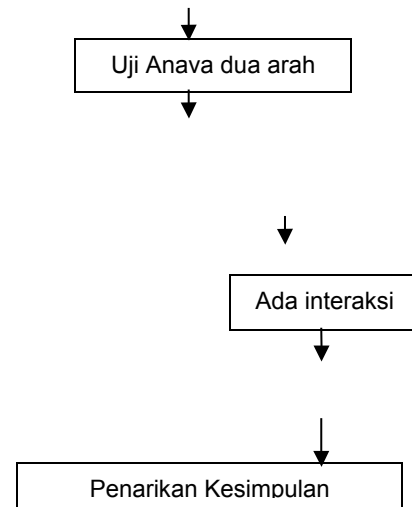 Uji Anava dua arah
Ada interaksi
Penarikan Kesimpulan